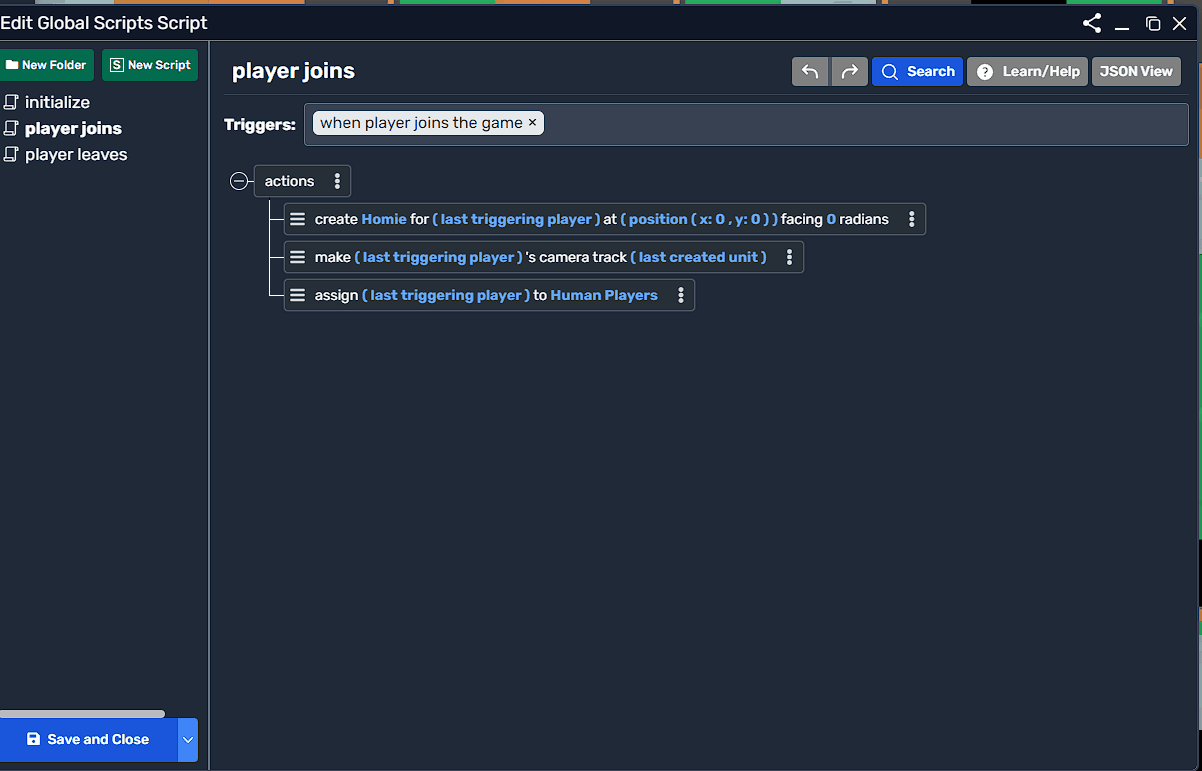 Edit Global Scripts Script
New Folder
S New Script
initialize
player joins
player leaves
player joins
Search
? Learn/Help
JSON View
Triggers:
when player joins the game ×
actions
create Homie for ( last triggering player ) at ( position ( x: 0 , y: 0 ) ) facing 0 radians
make ( last triggering player ) 's camera track ( last created unit )
assign ( last triggering player ) to Human Players
Save and Close